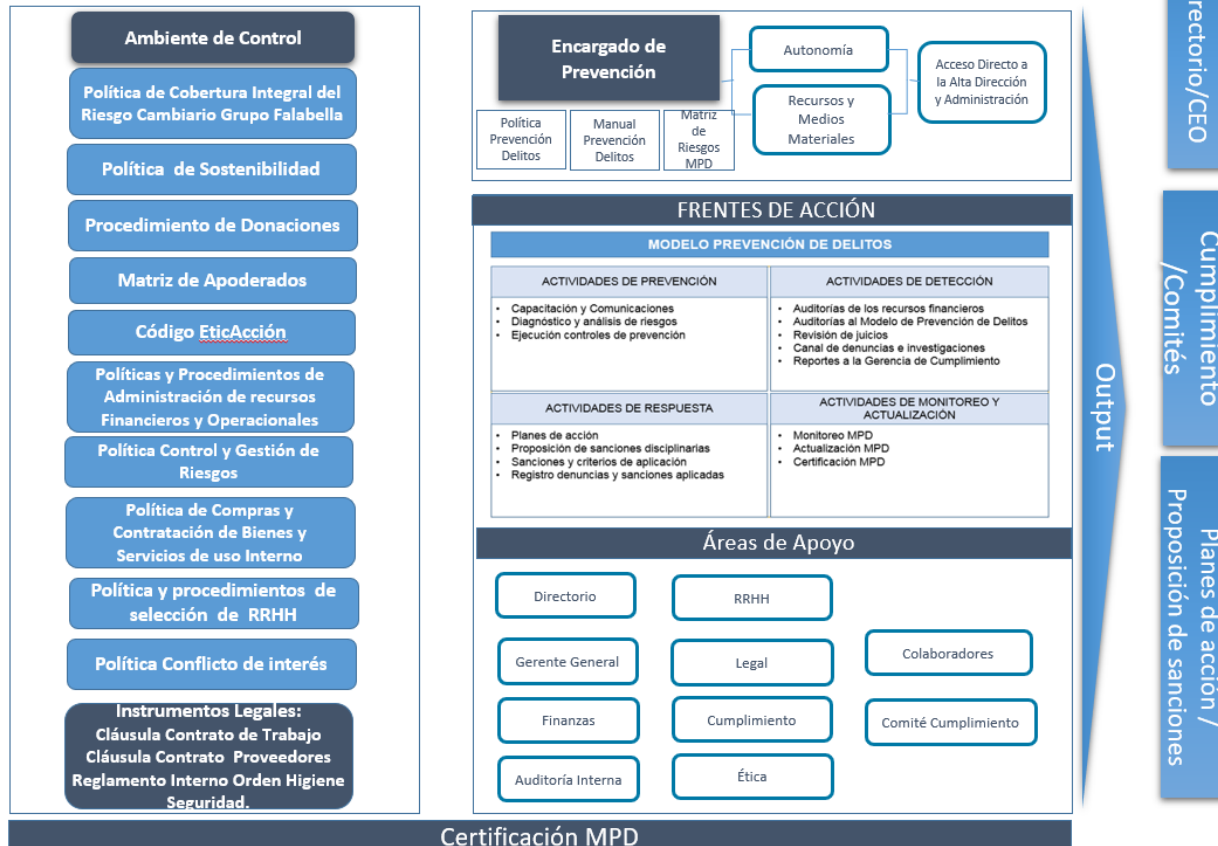 Ambiente de Control
Política de Cobertura Integral del
Riesgo Cambiario Grupo Falabella
Política de Sostenibilidad
Procedimiento de Donaciones
Matriz de Apoderados
Código EticAcción
Políticas y Procedimientos de
Administración de recursos
Financieros y Operacionales
Política Control y Gestión de
Riesgos
Política de Compras y
Contratación de Bienes y
Servicios de uso Interno
Política y procedimientos de
selección de RRHH
Política Conflicto de interés
Instrumentos Legales:
Cláusula Contrato de Trabajo
Cláusula Contrato Proveedores
Reglamento Interno Orden Higiene
Seguridad.
Encargado de
Prevención
Política
Prevención
Delitos
Manual
Prevención
Delitos
Matriz
de
Riesgos
MPD
Autonomía
Recursos y
Medios
Materiales
Acceso Directo a
la Alta Dirección
y Administración
FRENTES DE ACCIÓN
MODELO PREVENCIÓN DE DELITOS
ACTIVIDADES DE PREVENCIÓN
• Capacitación y Comunicaciones
• Diagnóstico y análisis de riesgos
• Ejecución controles de prevención
ACTIVIDADES DE DETECCIÓN
• Auditorías de los recursos financieros
• Auditorías al Modelo de Prevención de Delitos
• Revisión de juicios
• Canal de denuncias e investigaciones
• Reportes a la Gerencia de Cumplimiento
ACTIVIDADES DE RESPUESTA
• Planes de acción
• Proposición de sanciones disciplinarias
• Sanciones y criterios de aplicación
• Registro denuncias y sanciones aplicadas
ACTIVIDADES DE MONITOREO Y
ACTUALIZACIÓN
• Monitoreo MPD
• Actualización MPD
• Certificación MPD
Áreas de Apoyo
Directorio
RRHH
Gerente General
Legal
Colaboradores
Finanzas
Cumplimiento
Comité Cumplimiento
Auditoría Interna
Ética
Output
rectorio/CEO
Cumplimiento
/Comités
Planes de acción /
Proposición de sanciones
Certificación MPD